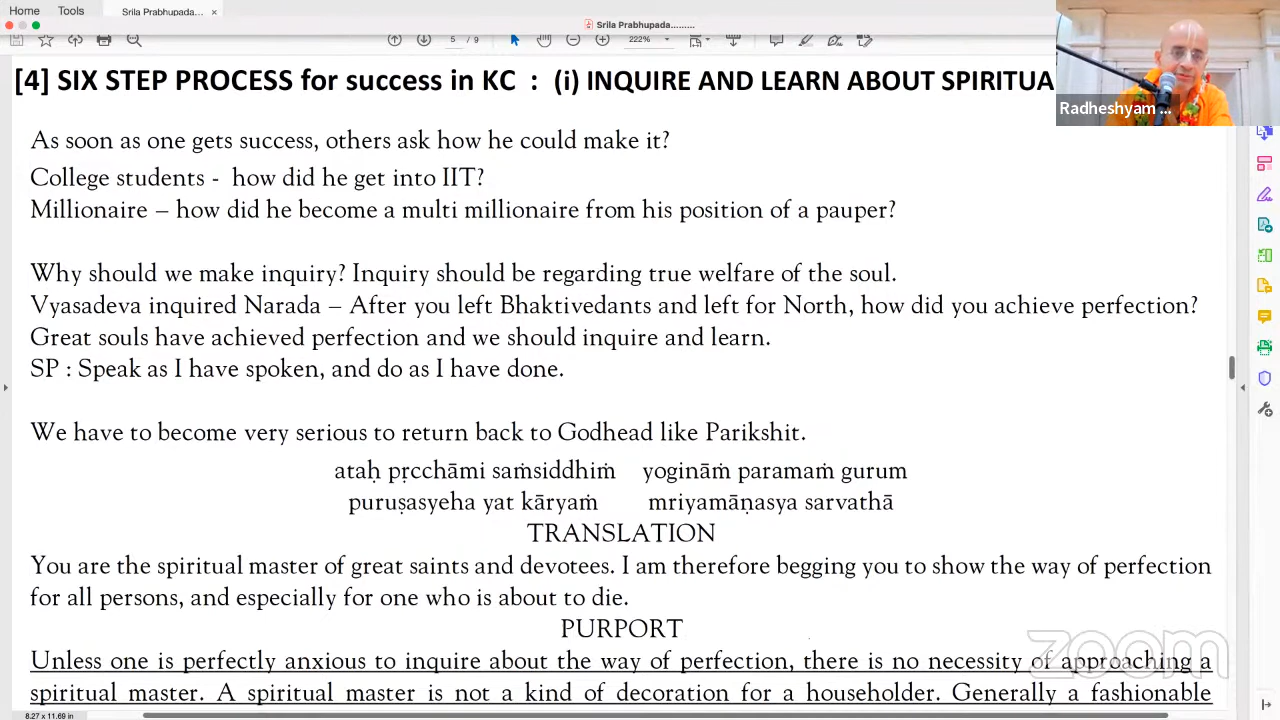 Home Tools Srila Prabhupada... ×
Srila Prabhupada.........
5 / 9 222%
[4] SIX STEP PROCESS for success in KC : (i) INQUIRE AND LEARN ABOUT SPIRITUA
Radheshyam ...
As soon as one gets success, others ask how he could make it?
College students - how did he get into IIT?
Millionaire – how did he become a multi millionaire from his position of a pauper?
Why should we make inquiry? Inquiry should be regarding true welfare of the soul.
Vyasadeva inquired Narada – After you left Bhaktivedants and left for North, how did you achieve perfection?
Great souls have achieved perfection and we should inquire and learn.
SP : Speak as I have spoken, and do as I have done.
We have to become very serious to return back to Godhead like Parikshit.
ataḥ pṛcchāmi saṁsiddhiṁ yogināṁ paramaṁ gurum
puruṣasyeha yat kāryaṁ mriyamāṇasya sarvathā
TRANSLATION
You are the spiritual master of great saints and devotees. I am therefore begging you to show the way of perfection
for all persons, and especially for one who is about to die.
PURPORT
Unless one is perfectly anxious to inquire about the way of perfection, there is no necessity of approaching a
spiritual master. A spiritual master is not a kind of decoration for a householder. Generally a fashionable
zoom
8.27 x 11.69 in